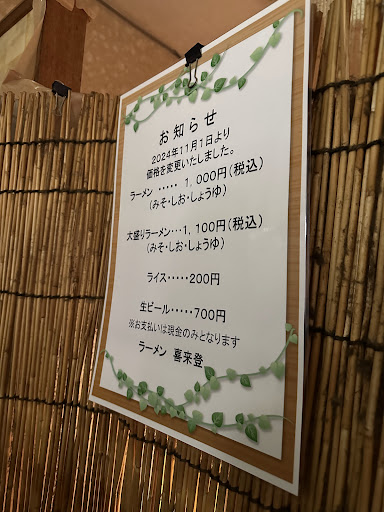 お知らせ
2024年11月1日より
価格を変更いたしました。
ラーメン ・・・・・ 1,000円(税込)
(みそ・しお・しょうゆ)
大盛りラーメン・・・1,100円(税込)
(みそ・しお・しょうゆ)
ライス・・・・・200円
生ビール・・・・・700円
※お支払いは現金のみとなります
ラーメン 喜来登